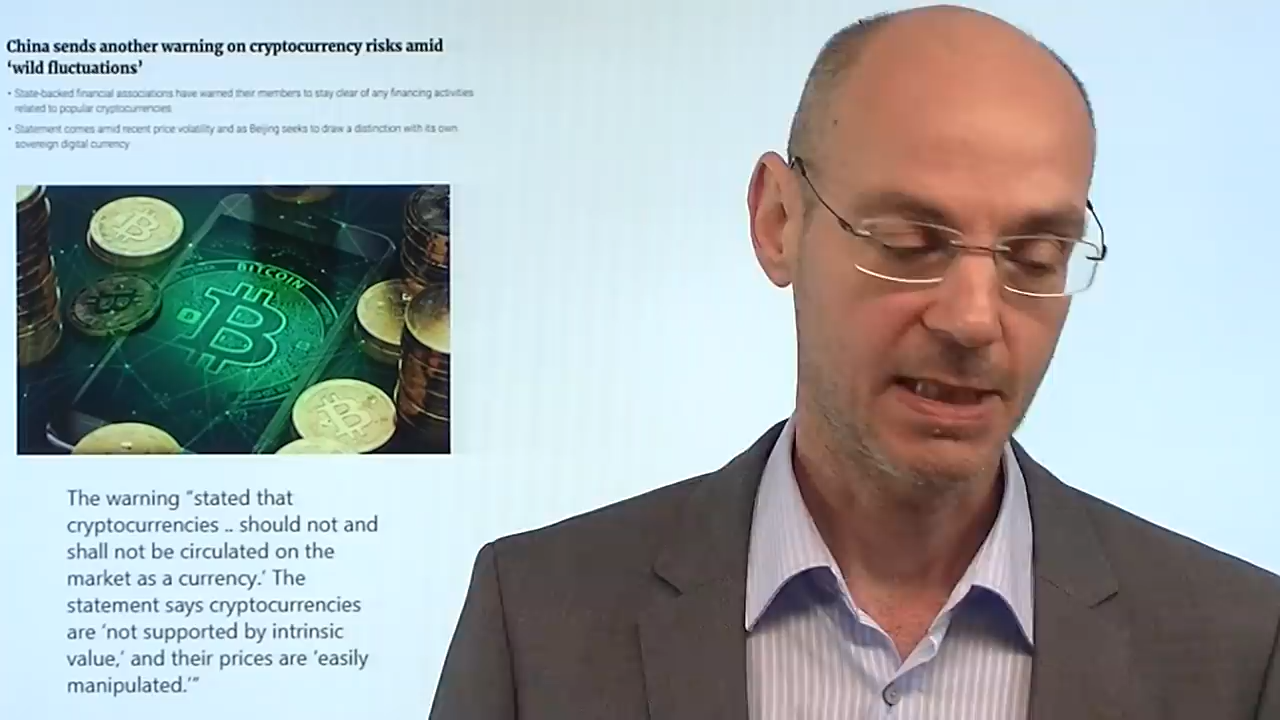 China sends another warning on cryptocurrency risks amid
‘wild fluctuations’
• State-backed financial associations have warned their members to stay clear of any financing activities
related to popular cryptocurrencies
• Statement comes amid recent price volatility and as Beijing seeks to draw a distinction with its own
sovereign digital currency
BITCOIN
The warning “stated that
cryptocurrencies .. should not and
shall not be circulated on the
market as a currency.’ The
statement says cryptocurrencies
are ‘not supported by intrinsic
value,’ and their prices are ‘easily
manipulated.’”